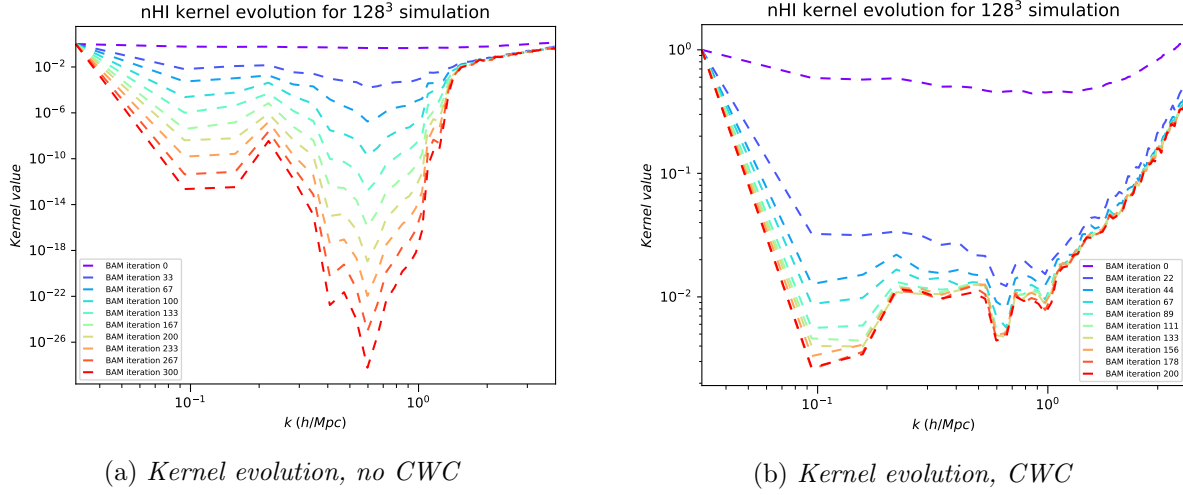 nHI kernel evolution for 128³ simulation
10⁻²
10⁻⁶
10⁻¹⁰
10⁻¹⁴
10⁻¹⁸
10⁻²²
10⁻²⁶
Kernel value
BAM iteration 0
BAM iteration 33
BAM iteration 67
BAM iteration 100
BAM iteration 133
BAM iteration 167
BAM iteration 200
BAM iteration 233
BAM iteration 267
BAM iteration 300
10⁻¹
10⁰
k (h/Mpc)
(a) Kernel evolution, no CWC
nHI kernel evolution for 128³ simulation
10⁰
10⁻¹
10⁻²
Kernel value
BAM iteration 0
BAM iteration 22
BAM iteration 44
BAM iteration 67
BAM iteration 89
BAM iteration 111
BAM iteration 133
BAM iteration 156
BAM iteration 178
BAM iteration 200
10⁻¹
10⁰
k (h/Mpc)
(b) Kernel evolution, CWC